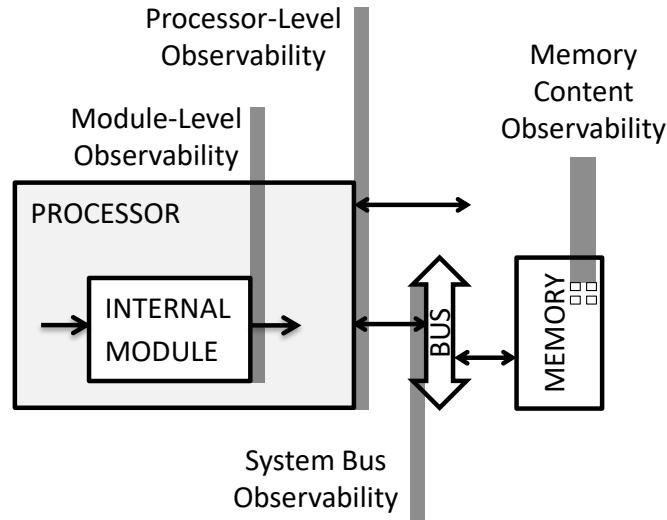 Processor-Level
Observability
Memory
Content
Observability
Module-Level
Observability
PROCESSOR
INTERNAL
MODULE
BUS
MEMORY
System Bus
Observability